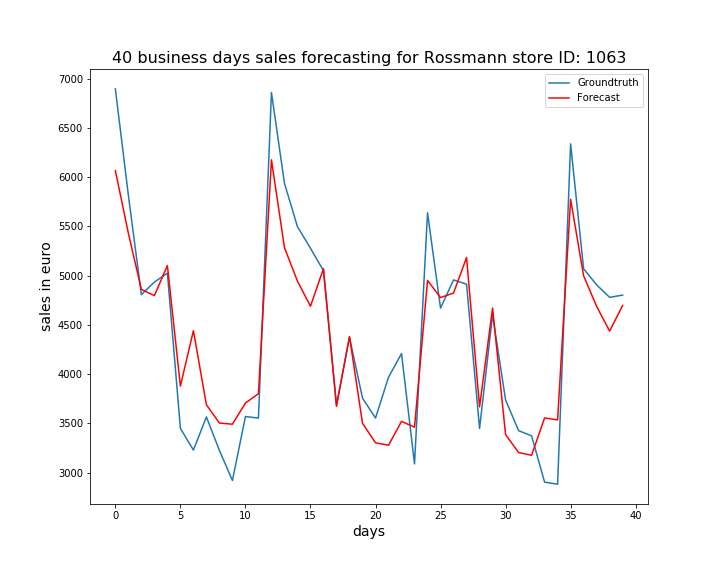 40 business days sales forecasting for Rossmann store ID: 1063
Groundtruth
Forecast
sales in euro
7000
6500
6000
5500
5000
4500
4000
3500
3000
0 5 10 15 20 25 30 35 40
days